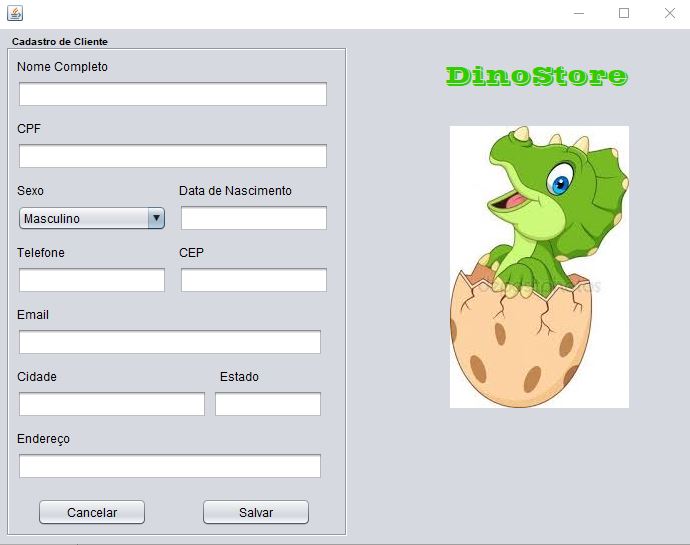 Cadastro de Cliente
DinoStore
Nome Completo
CPF
Sexo
Data de Nascimento
Masculino
Telefone
CEP
Email
Cidade
Estado
Endereço
Cancelar
Salvar